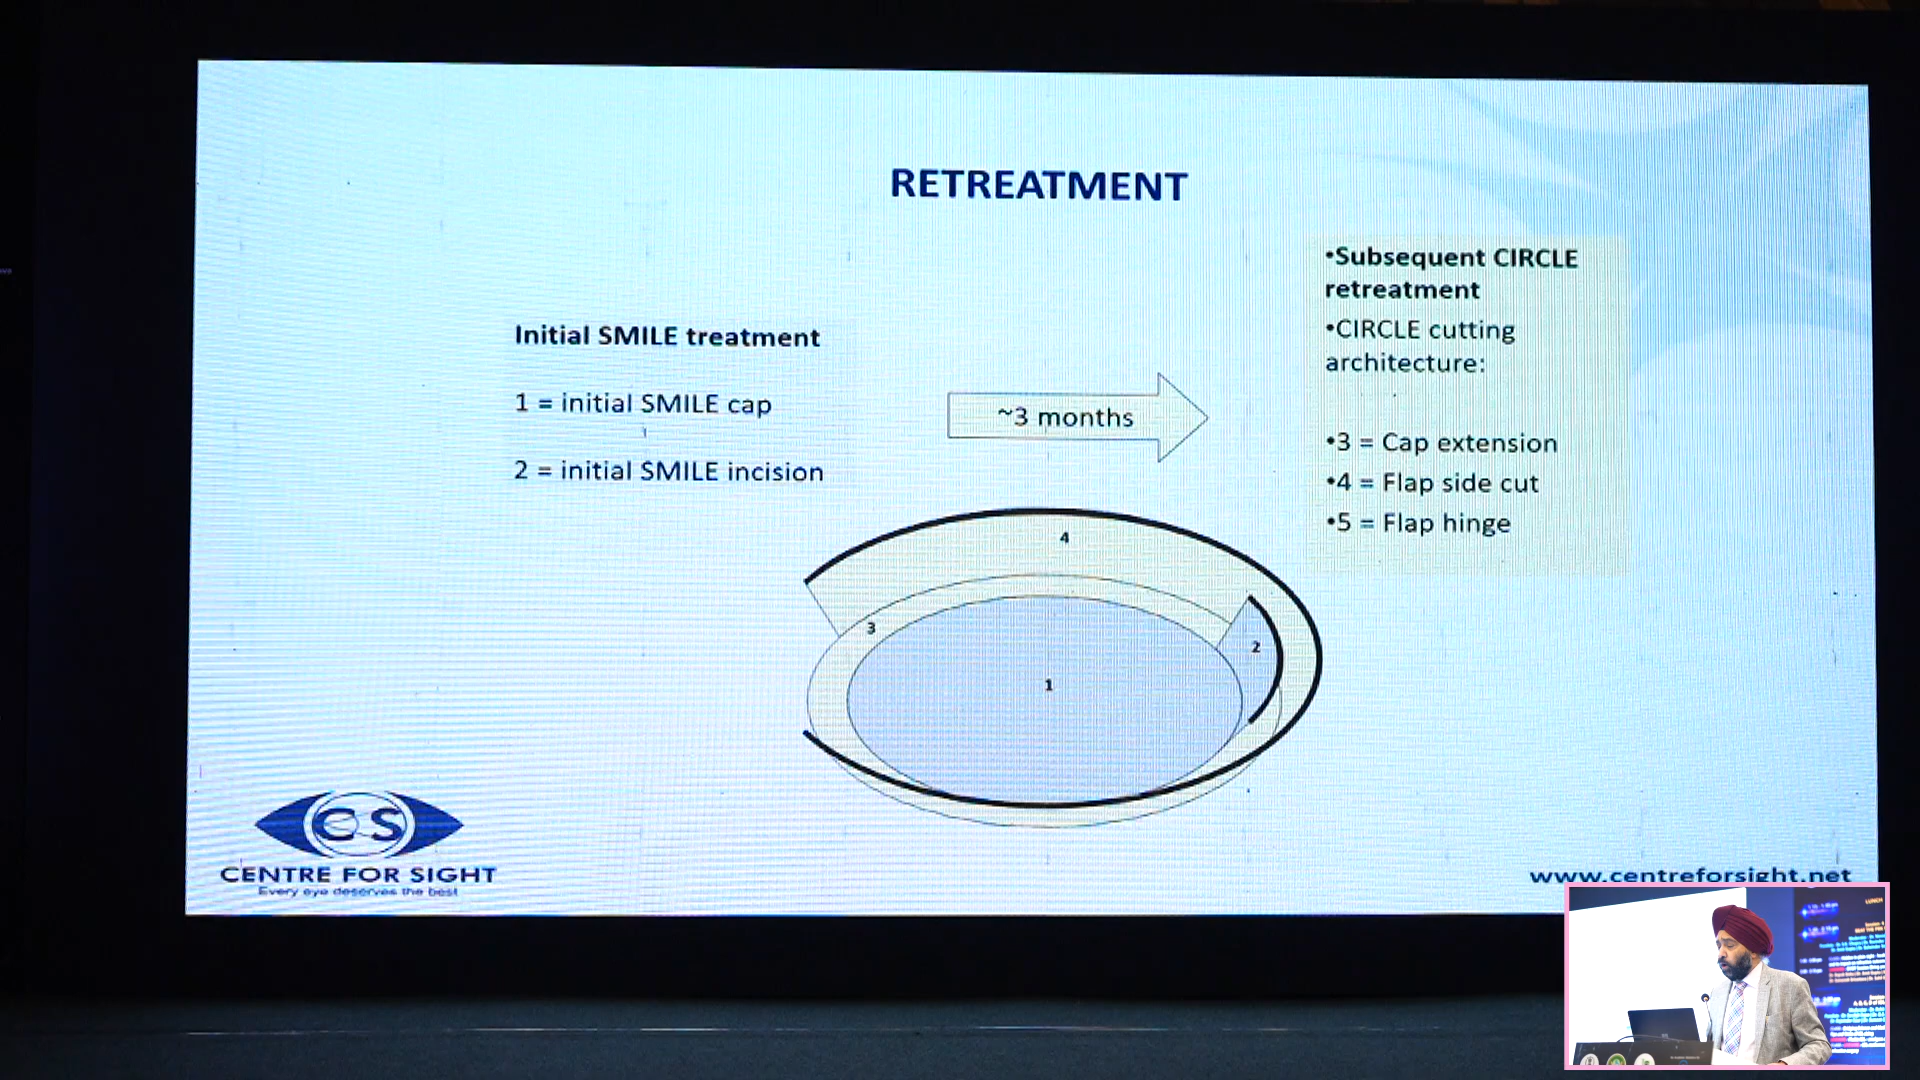 RETREATMENT
Initial SMILE treatment
1 = initial SMILE cap
2 = initial SMILE incision
~3 months
•Subsequent CIRCLE
retreatment
•CIRCLE cutting
architecture:
•3 = Cap extension
•4 = Flap side cut
•5 = Flap hinge
4
3
2
1
CS
CENTRE FOR SIGHT
Every eye deserves the best
www.centreforsight.net
LUNCH